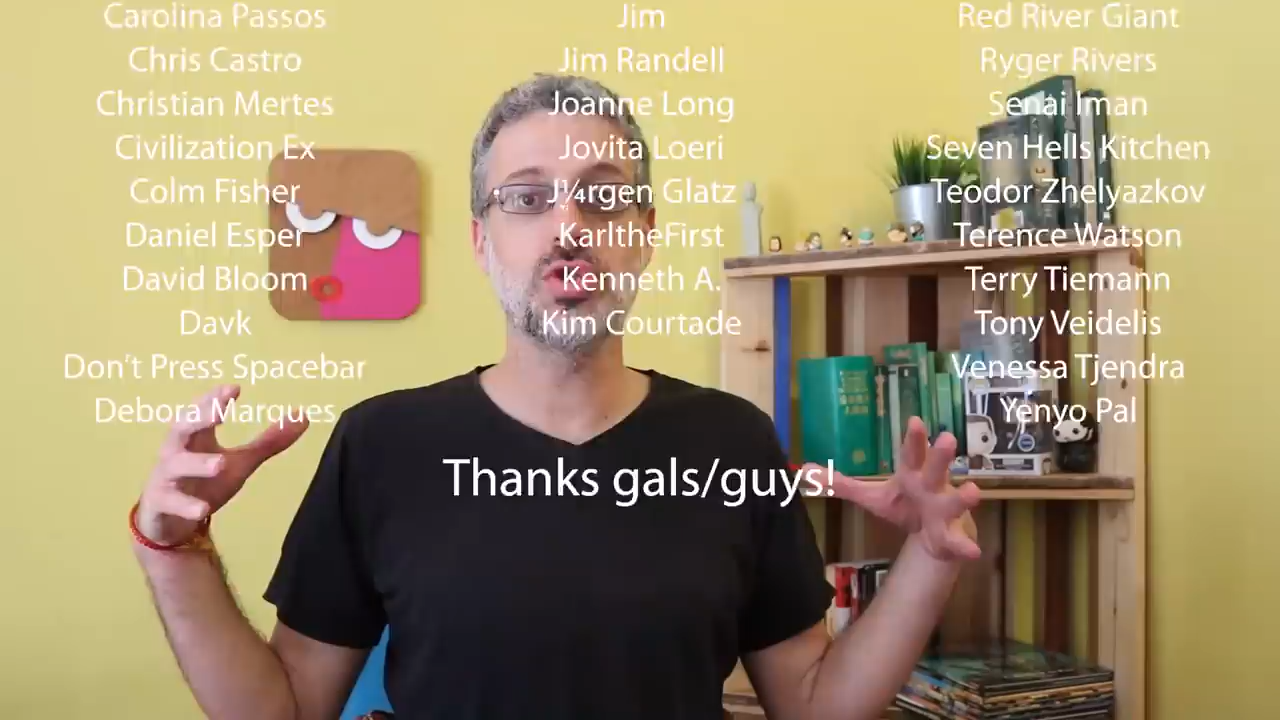 Carolina Passos
Chris Castro
Christian Mertes
Civilization Ex
Colm Fisher
Daniel Esper
David Bloom
Davk
Don't Press Spacebar
Debora Marques
Jim
Jim Randell
Joanne Long
Jovita Loeri
J¼rgen Glatz
KarltheFirst
Kenneth A.
Kim Courtade
Red River Giant
Ryger Rivers
Senai Iman
Seven Hells Kitchen
Teodor Zhelyazkov
Terence Watson
Terry Tiemann
Tony Veidelis
Venessa Tjendra
Yenyo Pal
Thanks gals/guys!